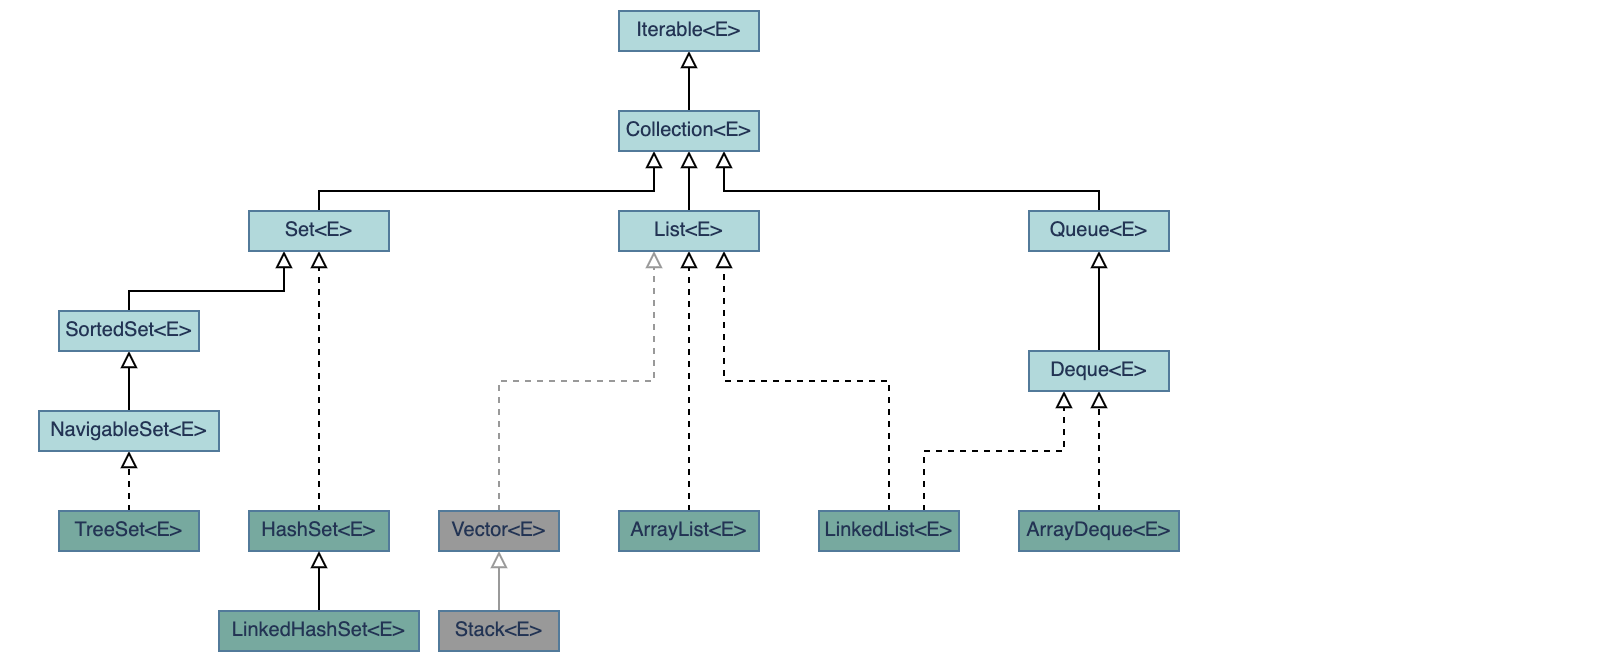 Iterable<E>
Collection<E>
Set<E>
List<E>
Queue<E>
SortedSet<E>
Deque<E>
NavigableSet<E>
TreeSet<E>
HashSet<E>
Vector<E>
ArrayList<E>
LinkedList<E>
ArrayDeque<E>
LinkedHashSet<E>
Stack<E>